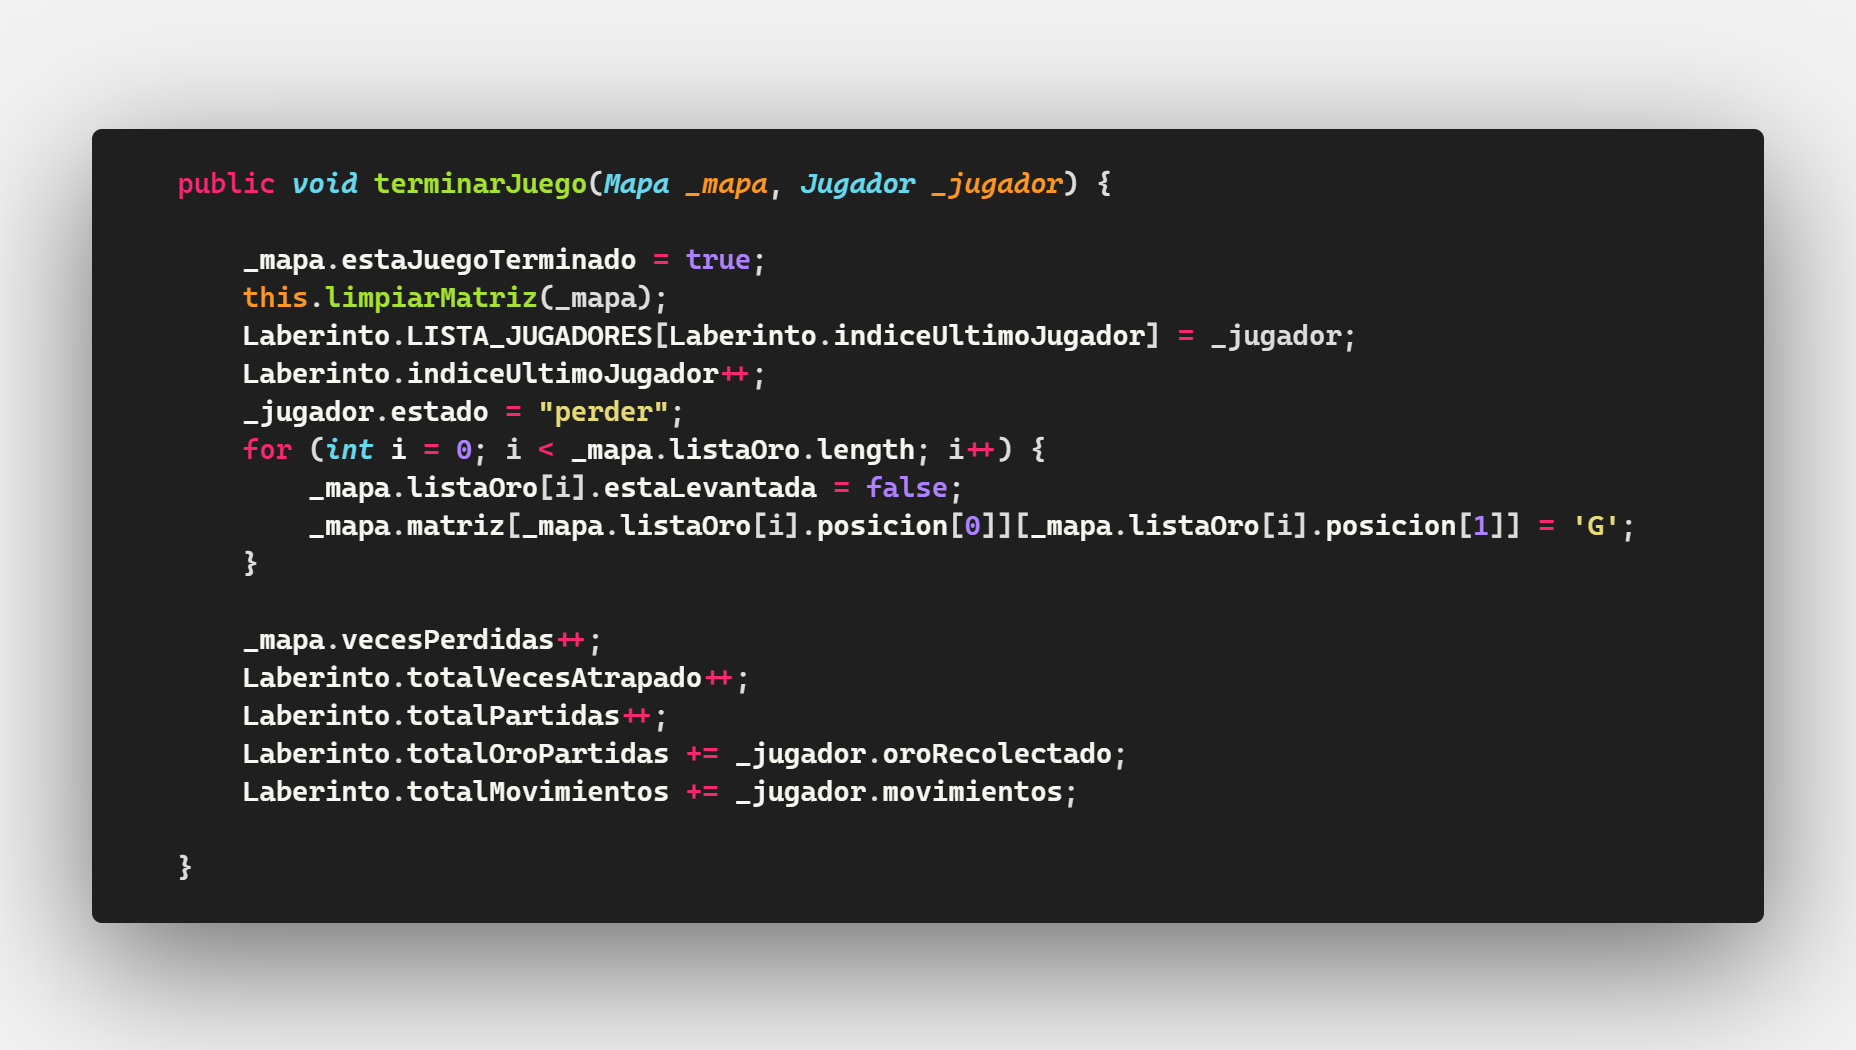 public void terminarJuego(Mapa _mapa, Jugador _jugador) {
_mapa.estaJuegoTerminado = true;
this.limpiarMatriz(_mapa);
Laberinto.LISTA_JUGADORES[Laberinto.indiceUltimoJugador] = _jugador;
Laberinto.indiceUltimoJugador++;
_jugador.estado = "perder";
for (int i = 0; i < _mapa.listaOro.length; i++) {
_mapa.listaOro[i].estaLevantada = false;
_mapa.matriz[_mapa.listaOro[i].posicion[0]][_mapa.listaOro[i].posicion[1]] = 'G';
}
_mapa.vecesPerdidas++;
Laberinto.totalVecesAtrapado++;
Laberinto.totalPartidas++;
Laberinto.totalOroPartidas += _jugador.oroRecolectado;
Laberinto.totalMovimientos += _jugador.movimientos;
}